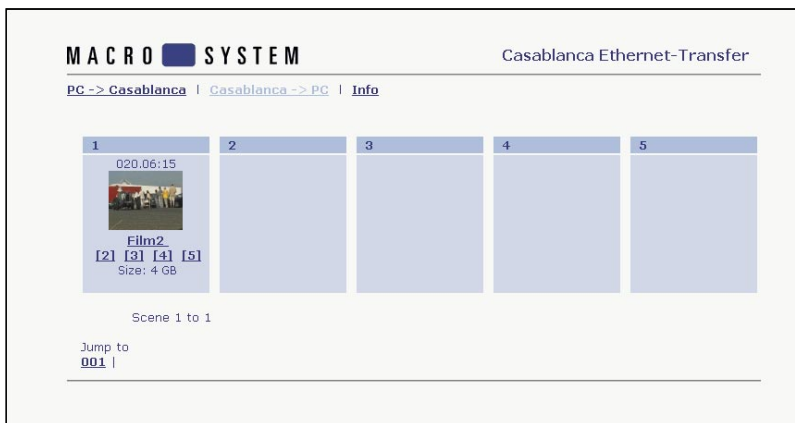 MACRO SYSTEM
Casablanca Ethernet-Transfer
PC -> Casablanca | Casablanca -> PC | Info
1 2 3 4 5
020.06:15
Film2
[2] [3] [4] [5]
Size: 4 GB
Scene 1 to 1
Jump to
001 |